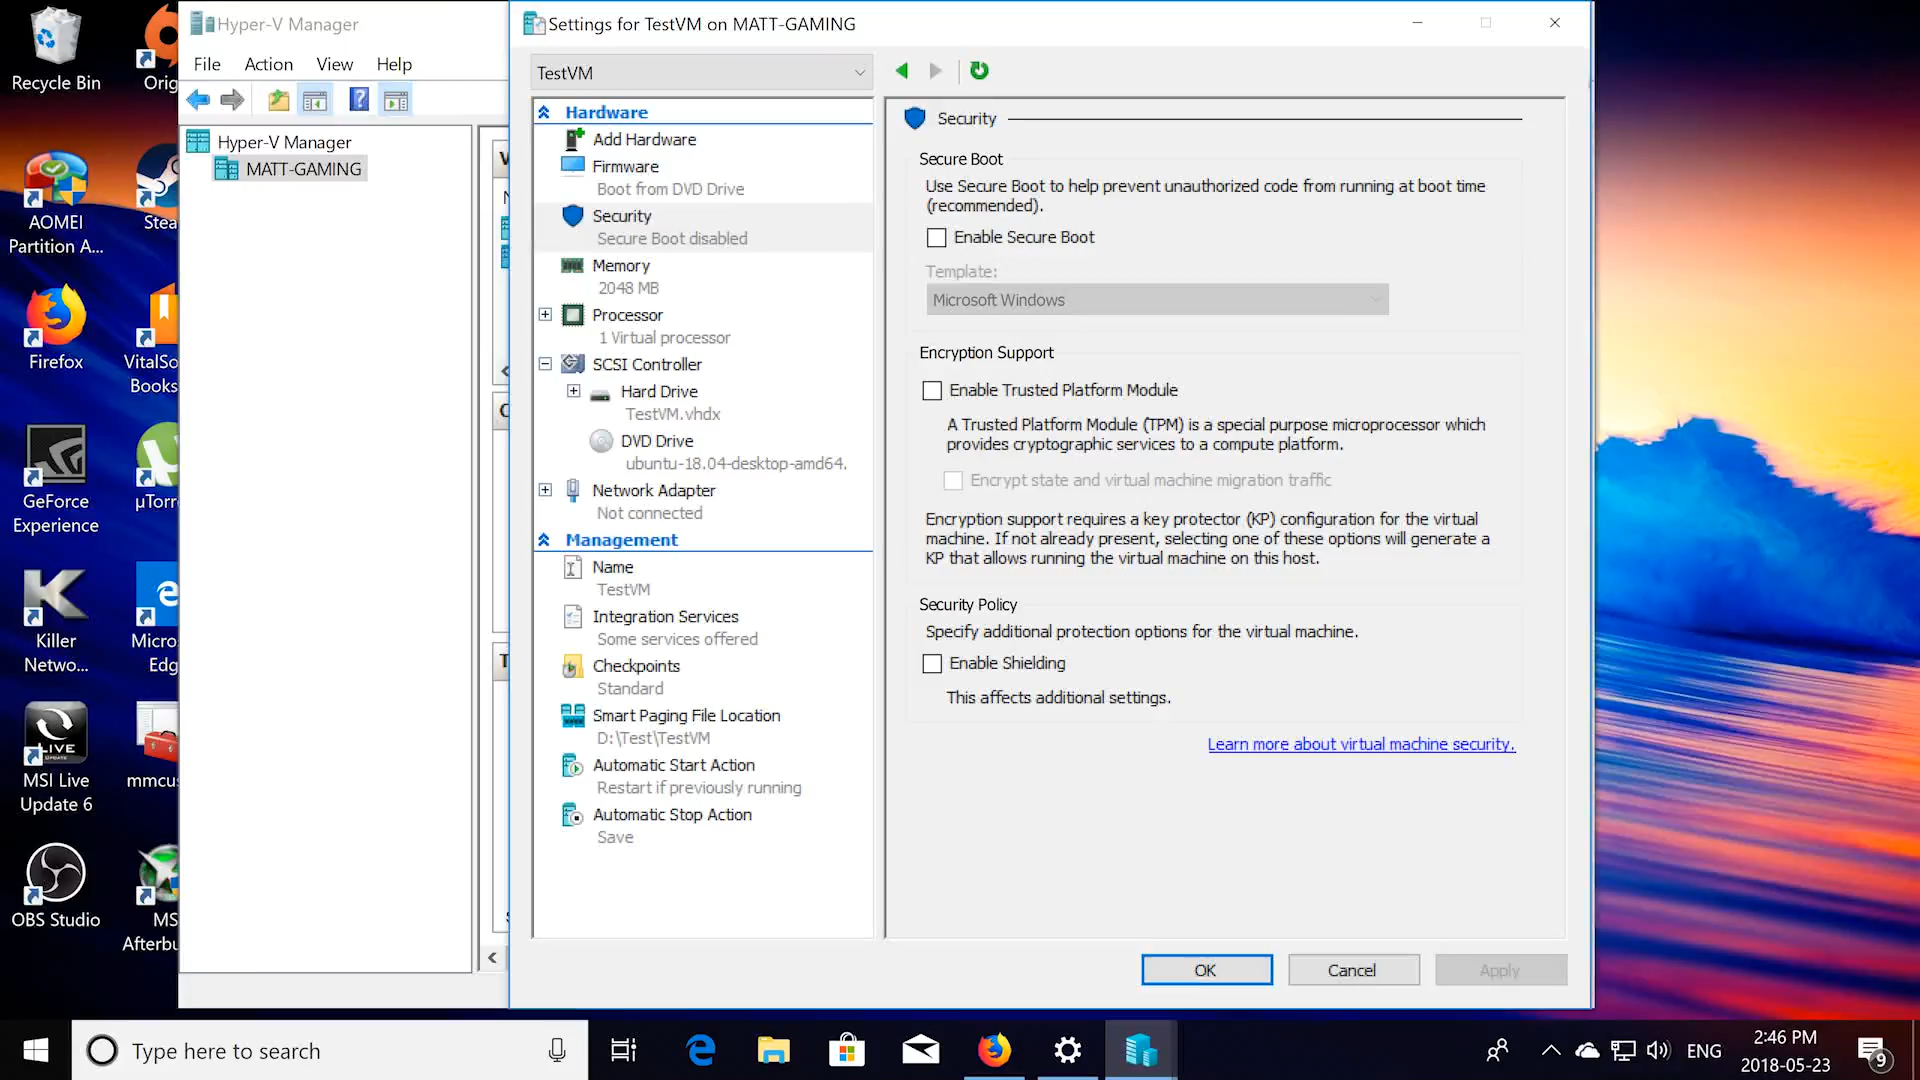 Recycle Bin
Orig
AOMEI
Partition A...
Stea
Firefox
VitalSo
Books
GeForce
Experience
µTorr
Killer
Netwo...
Micro
Edg
MSI Live
Update 6
LIVE
UPDATE
mmcus
OBS Studio
MS
Afterbu
Hyper-V Manager
File
Action
View
Help
Hyper-V Manager
MATT-GAMING
Settings for TestVM on MATT-GAMING
TestVM
Hardware
Add Hardware
Firmware
Boot from DVD Drive
Security
Secure Boot disabled
Memory
2048 MB
Processor
1 Virtual processor
SCSI Controller
Hard Drive
TestVM.vhdx
DVD Drive
ubuntu-18.04-desktop-amd64.
Network Adapter
Not connected
Management
Name
TestVM
Integration Services
Some services offered
Checkpoints
Standard
Smart Paging File Location
D:\Test\TestVM
Automatic Start Action
Restart if previously running
Automatic Stop Action
Save
Security
Secure Boot
Use Secure Boot to help prevent unauthorized code from running at boot time
(recommended).
Enable Secure Boot
Template:
Microsoft Windows
Encryption Support
Enable Trusted Platform Module
A Trusted Platform Module (TPM) is a special purpose microprocessor which
provides cryptographic services to a compute platform.
Encrypt state and virtual machine migration traffic
Encryption support requires a key protector (KP) configuration for the virtual
machine. If not already present, selecting one of these options will generate a
KP that allows running the virtual machine on this host.
Security Policy
Specify additional protection options for the virtual machine.
Enable Shielding
This affects additional settings.
Learn more about virtual machine security.
OK
Cancel
Apply
Type here to search
ENG
2:46 PM
2018-05-23
9